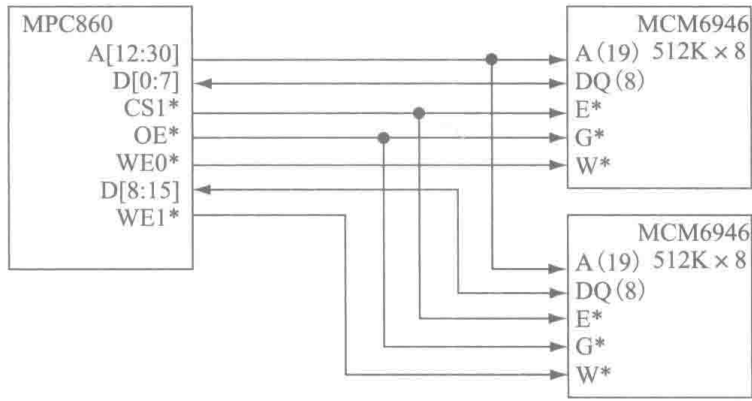 MPC860
A[12:30]
D[0:7]
CS1*
OE*
WE0*
D[8:15]
WE1*
MCM6946
A(19) 512K × 8
DQ(8)
E*
G*
W*
MCM6946
A(19) 512K × 8
DQ(8)
E*
G*
W*